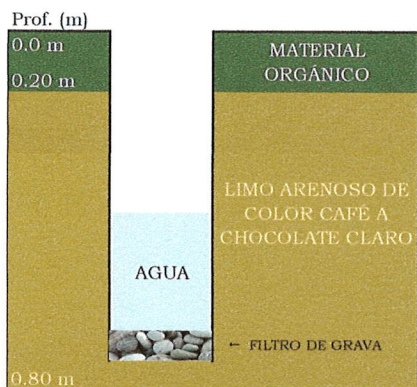 Prof. (m)
0.0 m
0.20 m
MATERIAL
ORGÁNICO
LIMO ARENOSO DE
COLOR CAFÉ A
CHOCOLATE CLARO
AGUA
← FILTRO DE GRAVA
0.80 m